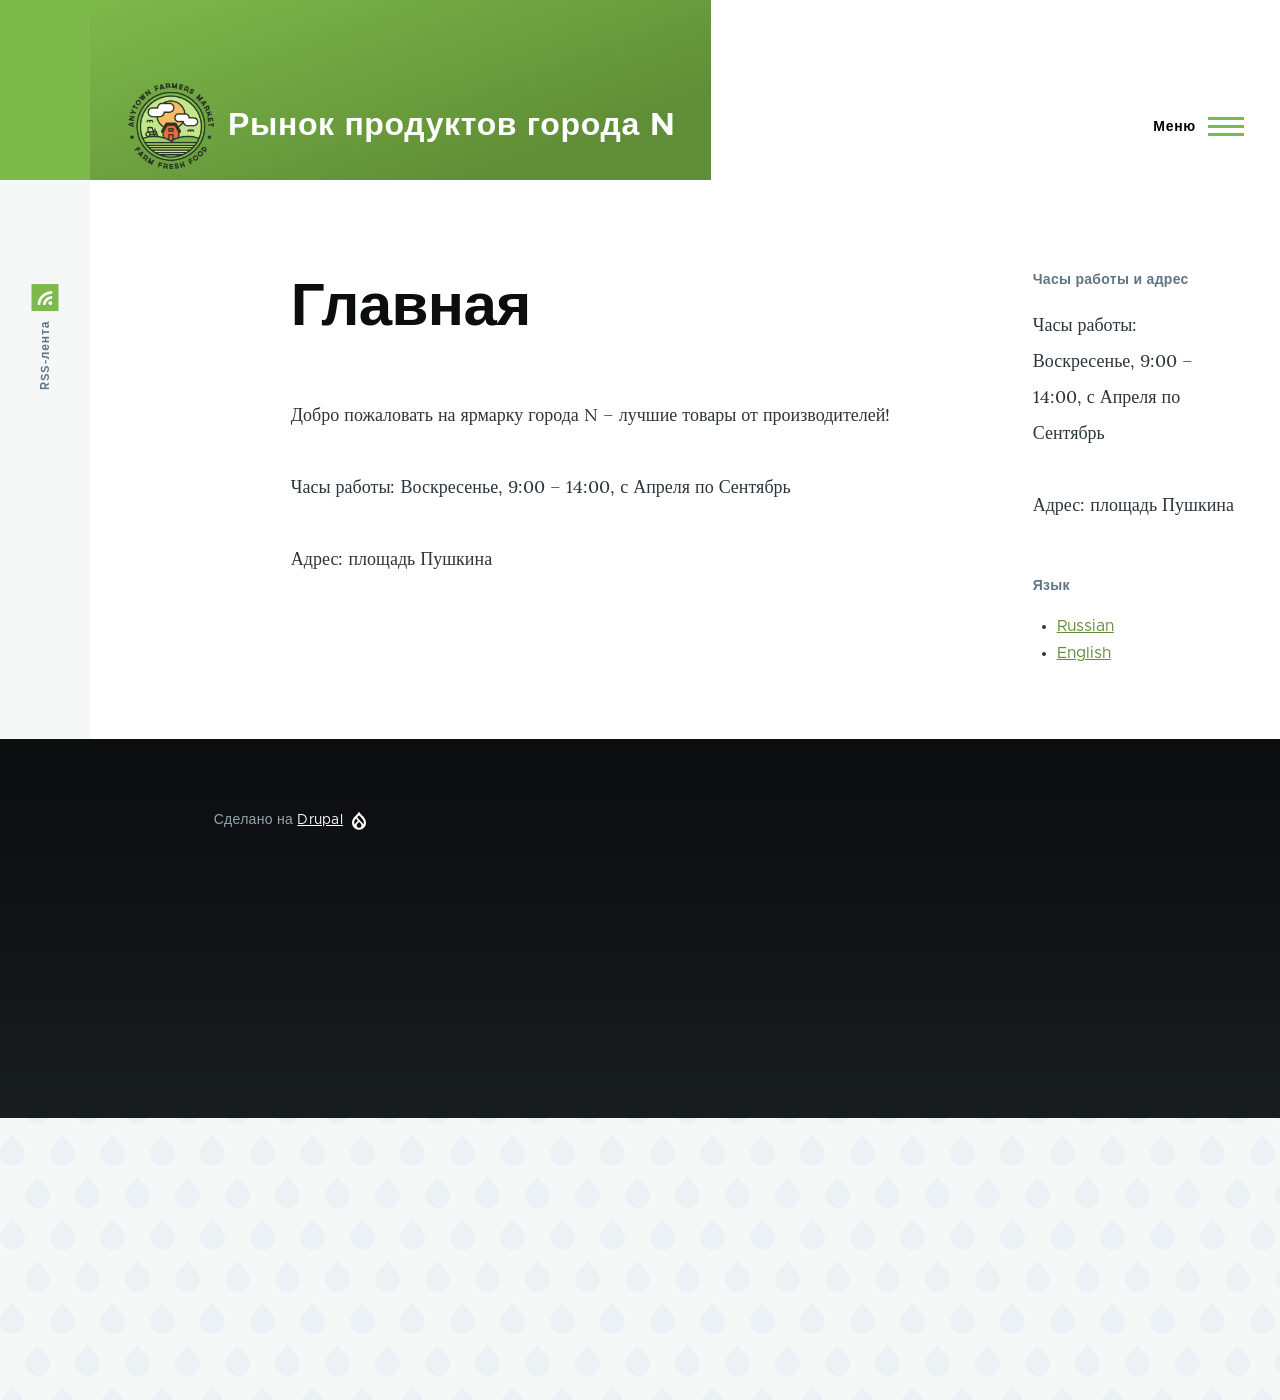 ANYTOWN FARMERS MARKET
FARM FRESH FOOD
Рынок продуктов города N
Меню
RSS-лента
Главная
Добро пожаловать на ярмарку города N – лучшие товары от производителей!
Часы работы: Воскресенье, 9:00 – 14:00, с Апреля по Сентябрь
Адрес: площадь Пушкина
Часы работы и адрес
Часы работы:
Воскресенье, 9:00 –
14:00, с Апреля по
Сентябрь
Адрес: площадь Пушкина
Язык
Russian
English
Сделано на Drupal